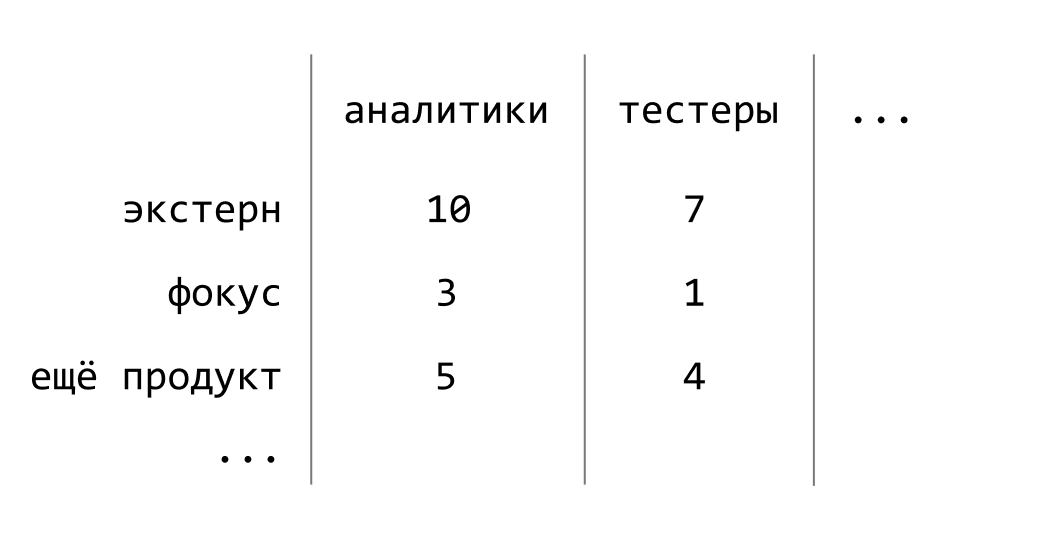 аналитики тестеры ...
экстерн 10 7
фокус 3 1
ещё продукт 5 4
...